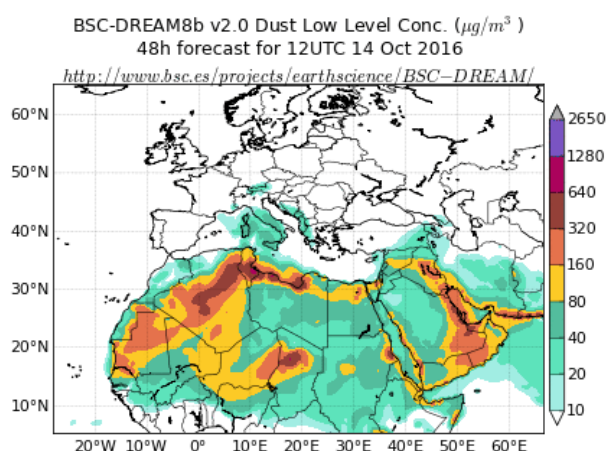 BSC-DREAM8b v2.0 Dust Low Level Conc. (μg/m³ )
48h forecast for 12UTC 14 Oct 2016
http://www.bsc.es/projects/earthscience/BSC−DREAM/
60°N
50°N
40°N
30°N
20°N
10°N
20°W 10°W 0° 10°E 20°E 30°E 40°E 50°E 60°E
2650
1280
640
320
160
80
40
20
10